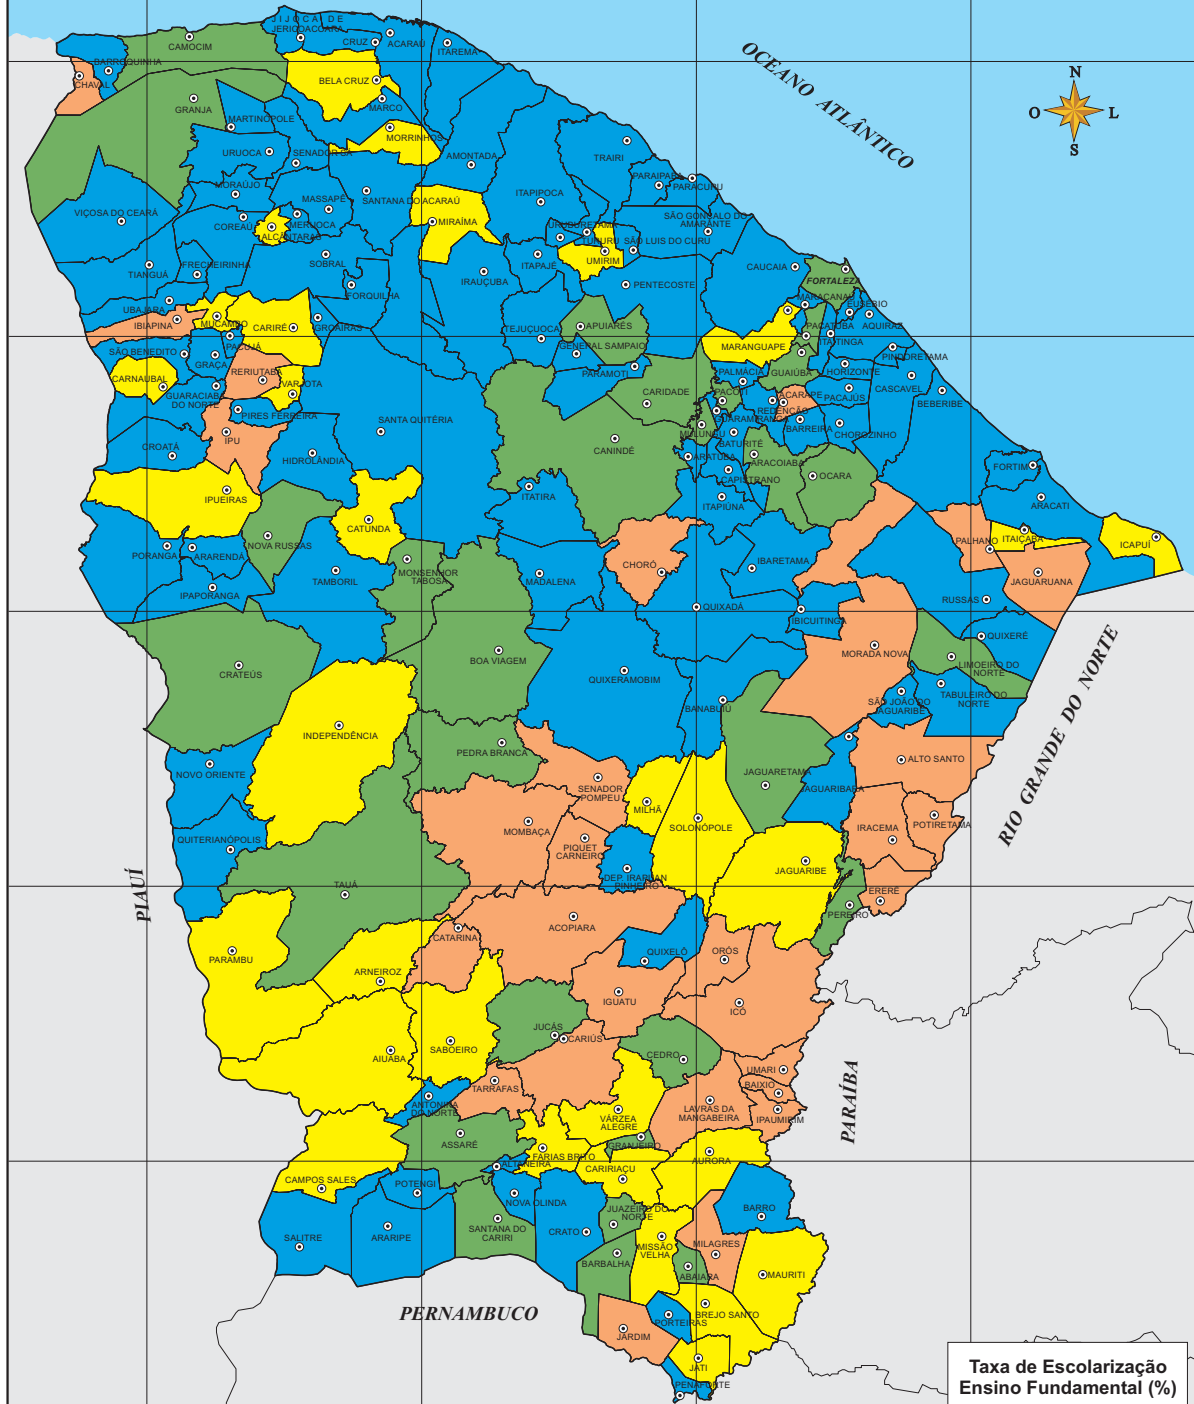 JIJOCA DE
JERICOACOARA
CRUZ
ACARAÚ
ITAREMA
CAMOCIM
BARROQUINHA
CHAVAL
BELA CRUZ
MARCO
GRANJA
MARTINÓPOLE
MORRINHOS
OCEANO ATLÂNTICO
N
O
L
S
URUOCA
SENADOR SÁ
AMONTADA
TRAIRI
PARAIPABA
PARACURU
MORAÚJO
MASSAPÊ
SANTANA DO ACARAÚ
ITAPIPOCA
VIÇOSA DO CEARÁ
COREAÚ
MERUOCA
ALCÂNTARAS
MIRAÍMA
URUBURETAMA
TURURU
SÃO GONÇALO DO
AMARANTE
SÃO LUIS DO CURU
UMIRIM
TIANGUÁ
FRECHEIRINHA
SOBRAL
FORQUILHA
IRAUÇUBA
ITAPAJÉ
PENTECOSTE
CAUCAIA
FORTALEZA
UBAJARA
IBIAPINA
MUCAMBO
CARIRÉ
GROAÍRAS
TEJUÇUOCA
APUIARÉS
GENERAL SAMPAIO
MARACANAÚ
EUSÉBIO
PACATUBA
AQUIRAZ
ITAITINGA
MARANGUAPE
PINDORETAMA
SÃO BENEDITO
PACUJÁ
GRAÇA
RERIUTABA
CARNAUBAL
GUARACIABA
DO NORTE
VARJOTA
PARAMOTI
PALMÁCIA
GUAIÚBA
HORIZONTE
CASCAVEL
BEBERIBE
PIRES FERREIRA
SANTA QUITÉRIA
CARIDADE
PACOTI
ACARAPE
REDENÇÃO
PACAJÚS
GUARAMIRANGA
BARREIRA
CHOROZINHO
CROATÁ
IPU
HIDROLÂNDIA
CANINDÉ
MULUNGU
BATURITÉ
ARATUBA
ARACOIABA
CAPISTRANO
OCARA
FORTIM
IPUEIRAS
CATUNDA
ITATIRA
ITAPIÚNA
ARACATI
NOVA RUSSAS
PORANGA
ARARENDÁ
ITAIÇABA
PALHANO
ICAPUÍ
MONSENHOR
TABOSA
TAMBORIL
MADALENA
CHORÓ
IBARETAMA
JAGUARUANA
IPAPORANGA
QUIXADÁ
IBICUITINGA
RUSSAS
QUIXERÉ
CRATEÚS
BOA VIAGEM
QUIXERAMOBIM
MORADA NOVA
LIMOEIRO DO
NORTE
SÃO JOÃO DO
JAGUARIBE
TABULEIRO DO
NORTE
BANABUIÚ
INDEPENDÊNCIA
PEDRA BRANCA
RIO GRANDE DO NORTE
NOVO ORIENTE
SENADOR
POMPEU
JAGUARETAMA
JAGUARIBARA
ALTO SANTO
MILHÃ
SOLONÓPOLE
IRACEMA
POTIRETAMA
QUITERIANÓPOLIS
MOMBAÇA
PIQUET
CARNEIRO
DEP. IRAPUAN
PINHEIRO
JAGUARIBE
PIAUÍ
TAUÁ
ERERÊ
PEREIRO
ACOPIARA
CATARINA
PARAMBU
ARNEIROZ
QUIXELÔ
ORÓS
IGUATU
ICÓ
JUCÁS
CARIÚS
CEDRO
AIUABA
SABOEIRO
UMARI
BAIXIO
IPAUMIRIM
PARAÍBA
TARRAFAS
ANTONINA
DO NORTE
VÁRZEA
ALEGRE
LAVRAS DA
MANGABEIRA
ASSARÉ
GRANJEIRO
FARIAS BRITO
ALTANEIRA
CARIRIAÇU
AURORA
CAMPOS SALES
POTENGI
NOVA OLINDA
JUAZEIRO DO
NORTE
BARRO
SALITRE
ARARIPE
SANTANA DO
CARIRI
CRATO
MISSÃO
VELHA
MILAGRES
BARBALHA
ABAIARA
MAURITI
PERNAMBUCO
BREJO SANTO
PORTEIRAS
JARDIM
JATI
PENAFORTE
Taxa de Escolarização
Ensino Fundamental (%)